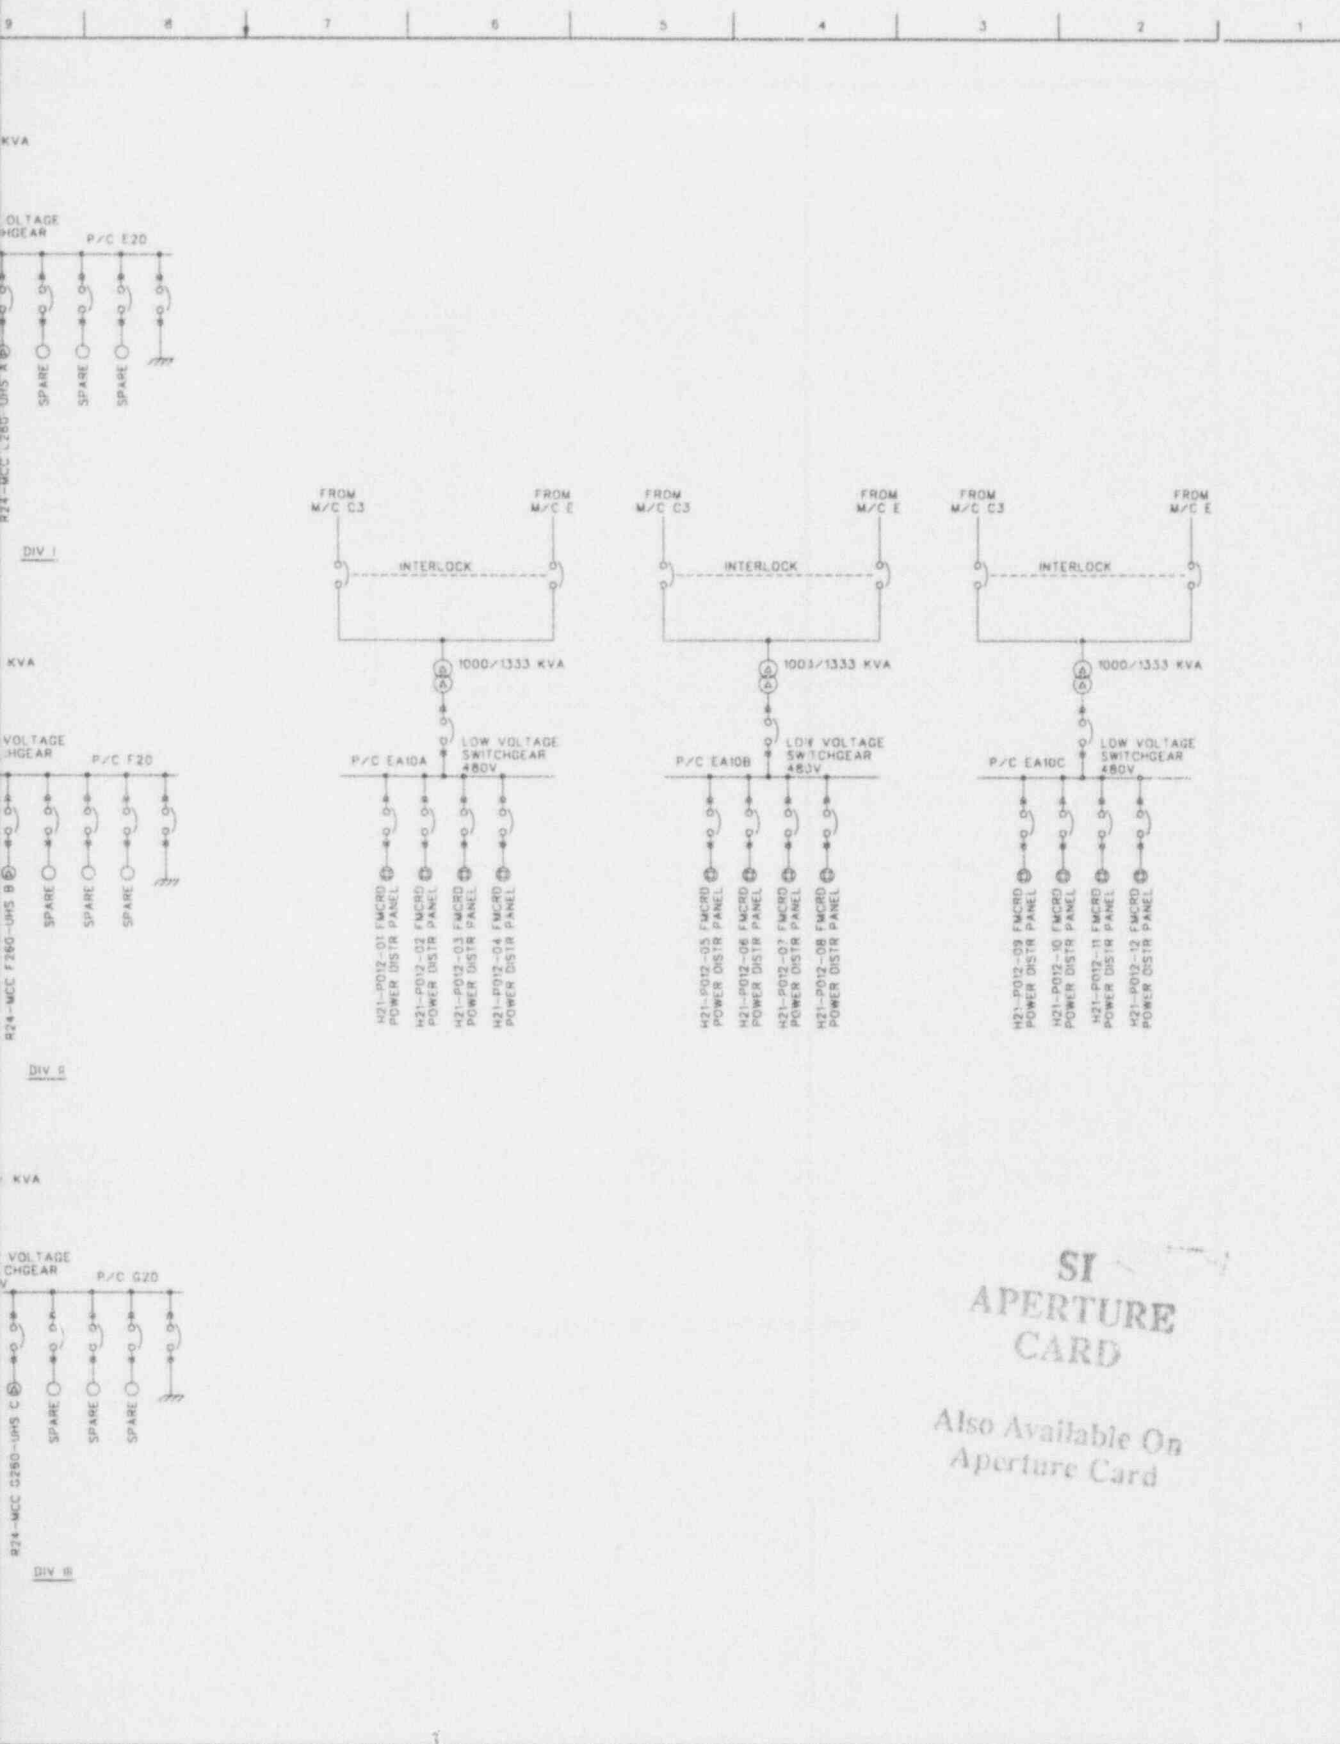 9 8 7 6 5 4 3 2 1
KVA
OLTAGE
HGEAR
P/C E20
SPARE
SPARE
SPARE
DIV I
KVA
VOLTAGE
HGEAR
P/C F20
R24-MCC F260-UHS B
SPARE
SPARE
SPARE
KVA
VOLTAGE
CHGEAR
V
P/C G20
R24-MCC G260-UHS C
SPARE
SPARE
SPARE
DIV III
FROM
M/C C3
FROM
M/C E
INTERLOCK
1000/1333 KVA
LOW VOLTAGE
SWITCHGEAR
480V
P/C EA10A
H21-P012-01 FMCRD
POWER DISTR PANEL
H21-P012-02 FMCRD
POWER DISTR PANEL
H21-P012-03 FMCRD
POWER DISTR PANEL
H21-P012-04 FMCRD
POWER DISTR PANEL
FROM
M/C C3
FROM
M/C E
INTERLOCK
1000/1333 KVA
LOW VOLTAGE
SWITCHGEAR
480V
P/C EA10B
H21-P012-05 FMCRD
POWER DISTR PANEL
H21-P012-06 FMCRD
POWER DISTR PANEL
H21-P012-07 FMCRD
POWER DISTR PANEL
H21-P012-08 FMCRD
POWER DISTR PANEL
FROM
M/C C3
FROM
M/C E
INTERLOCK
1000/1333 KVA
LOW VOLTAGE
SWITCHGEAR
480V
P/C EA10C
H21-P012-09 FMCRD
POWER DISTR PANEL
H21-P012-10 FMCRD
POWER DISTR PANEL
H21-P012-11 FMCRD
POWER DISTR PANEL
H21-P012-12 FMCRD
POWER DISTR PANEL
SI
APERTURE
CARD
Also Available On
Aperture Card